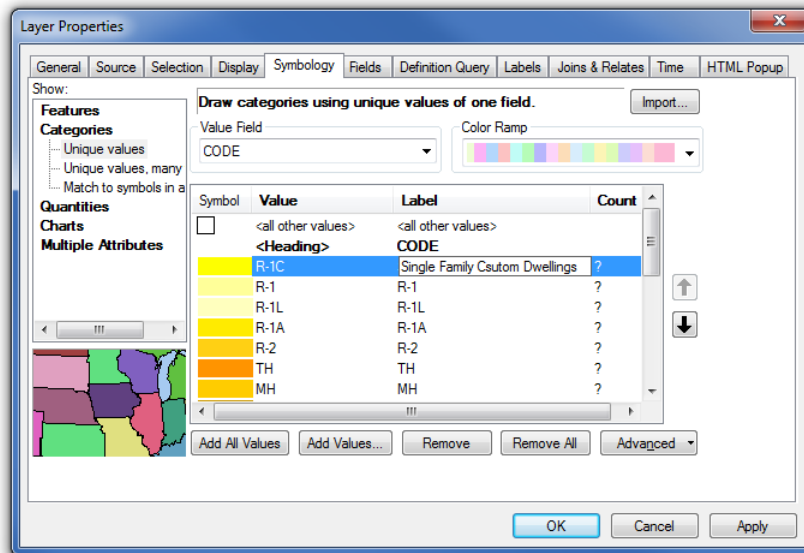 Layer Properties
General Source Selection Display Symbology Fields Definition Query Labels Joins & Relates Time HTML Popup
Show:
Features
Categories
Unique values
Unique values, many
Match to symbols in a
Quantities
Charts
Multiple Attributes
Draw categories using unique values of one field.
Import...
Value Field
CODE
Color Ramp
Symbol Value Label Count
<all other values> <all other values>
<Heading> CODE
R-1C Single Family Csutom Dwellings ?
R-1 R-1 ?
R-1L R-1L ?
R-1A R-1A ?
R-2 R-2 ?
TH TH ?
MH MH ?
Add All Values Add Values... Remove Remove All Advanced
OK Cancel Apply